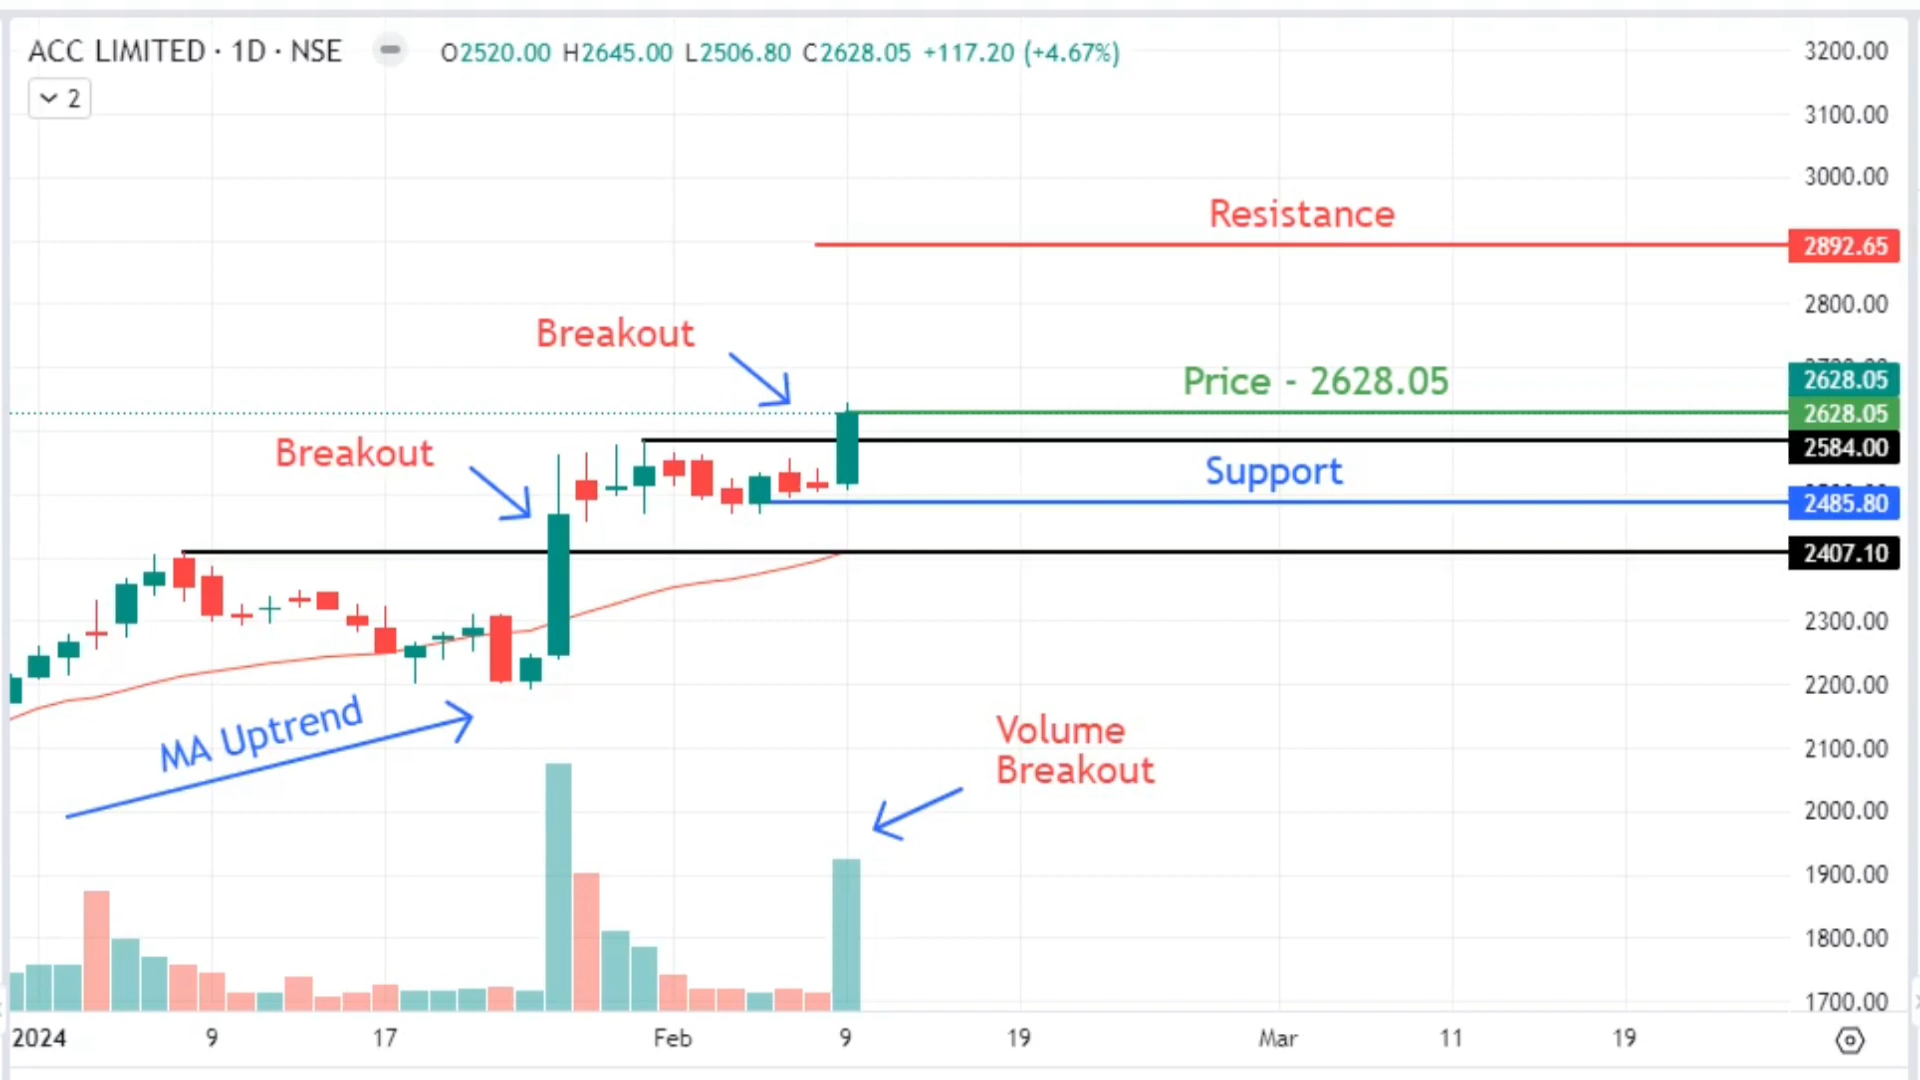 ACC LIMITED · 1D · NSE
O2520.00 H2645.00 L2506.80 C2628.05 +117.20 (+4.67%)
2
3200.00
3100.00
3000.00
Resistance
2892.65
2800.00
Breakout
Price - 2628.05
2628.05
2628.05
Breakout
2584.00
Support
2485.80
2407.10
2300.00
2200.00
MA Uptrend
Volume
Breakout
2100.00
2000.00
1900.00
1800.00
1700.00
2024 9 17 Feb 9 19 Mar 11 19